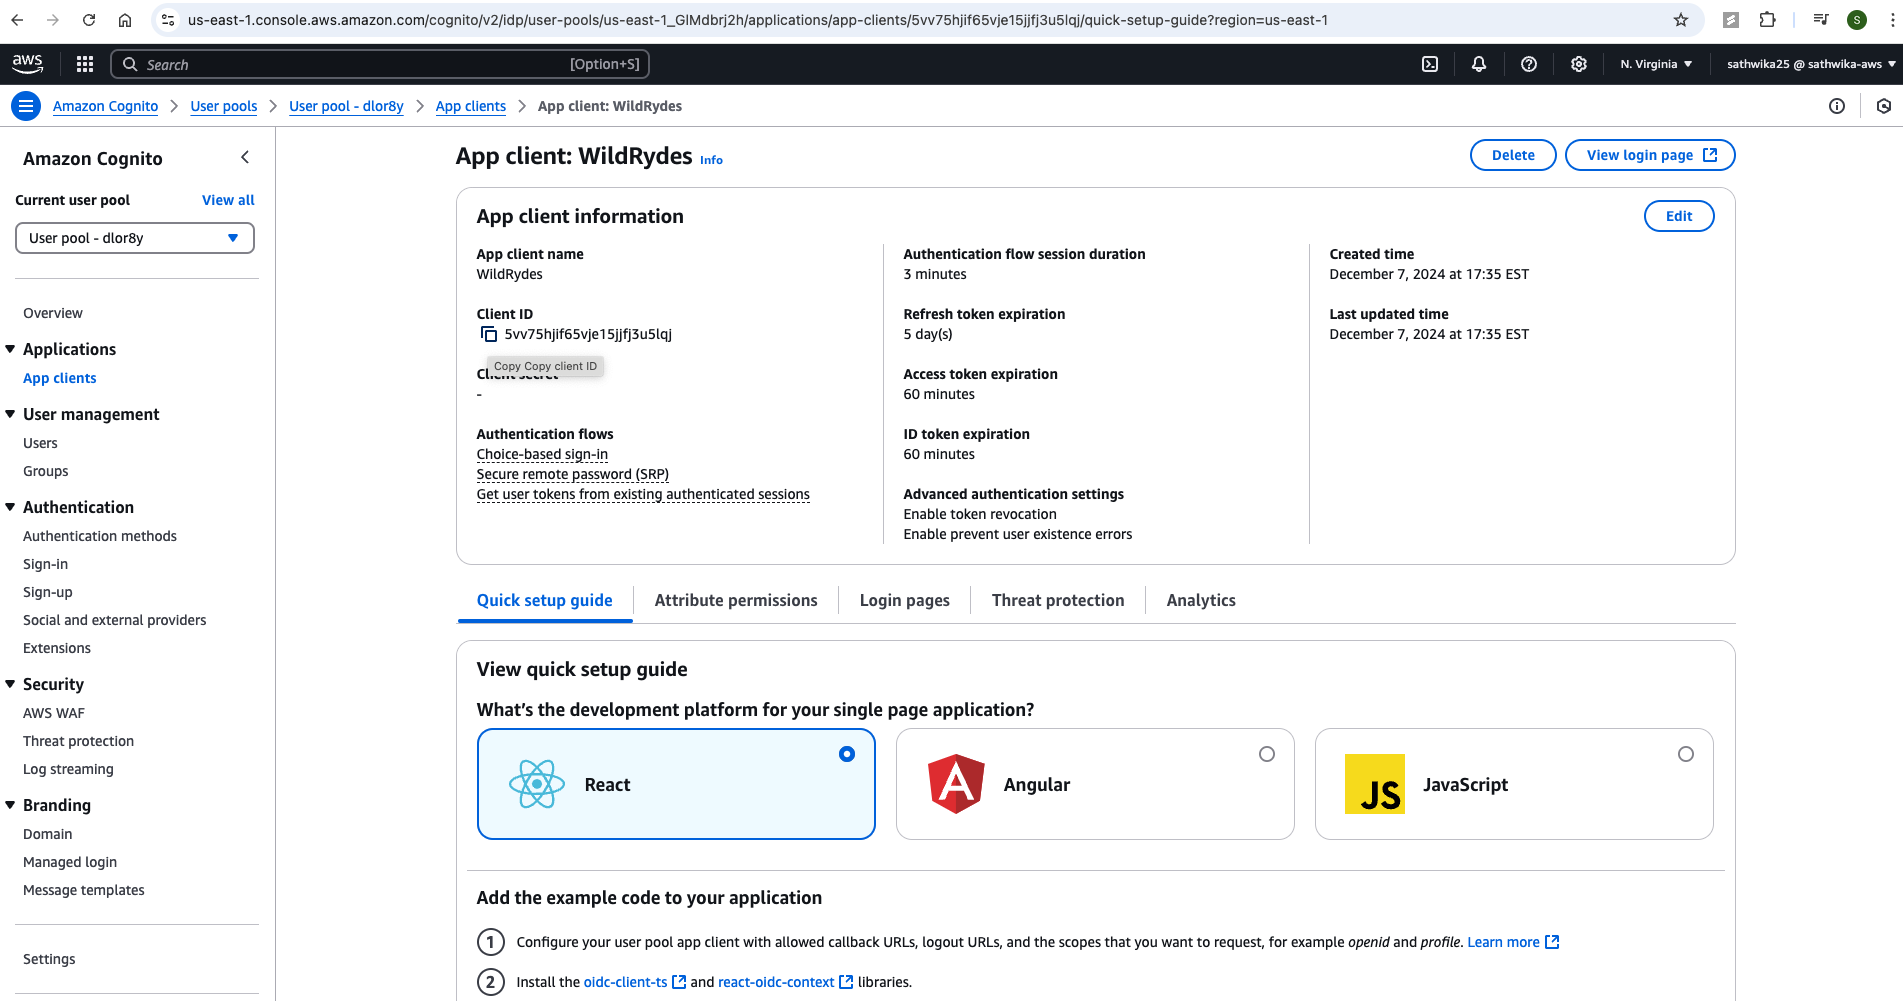 us-east-1.console.aws.amazon.com/cognito/v2/idp/user-pools/us-east-1_GlMdbrj2h/applications/app-clients/5vv75hjif65vje15jjfj3u5lqj/quick-setup-guide?region=us-east-1
S
aws
Search
[Option+S]
N. Virginia
sathwika25 @ sathwika-aws
Amazon Cognito
User pools
User pool - dlor8y
App clients
App client: WildRydes
Amazon Cognito
Current user pool
View all
User pool - dlor8y
Overview
Applications
App clients
User management
Users
Groups
Authentication
Authentication methods
Sign-in
Sign-up
Social and external providers
Extensions
Security
AWS WAF
Threat protection
Log streaming
Branding
Domain
Managed login
Message templates
Settings
App client: WildRydes Info
Delete
View login page
App client information
Edit
App client name
WildRydes
Client ID
5vv75hjif65vje15jjfj3u5lqj
Copy Copy client ID
Client secret
-
Authentication flows
Choice-based sign-in
Secure remote password (SRP)
Get user tokens from existing authenticated sessions
Authentication flow session duration
3 minutes
Refresh token expiration
5 day(s)
Access token expiration
60 minutes
ID token expiration
60 minutes
Advanced authentication settings
Enable token revocation
Enable prevent user existence errors
Created time
December 7, 2024 at 17:35 EST
Last updated time
December 7, 2024 at 17:35 EST
Quick setup guide
Attribute permissions
Login pages
Threat protection
Analytics
View quick setup guide
What's the development platform for your single page application?
React
Angular
JS
JavaScript
Add the example code to your application
1 Configure your user pool app client with allowed callback URLs, logout URLs, and the scopes that you want to request, for example openid and profile. Learn more
2 Install the oidc-client-ts and react-oidc-context libraries.